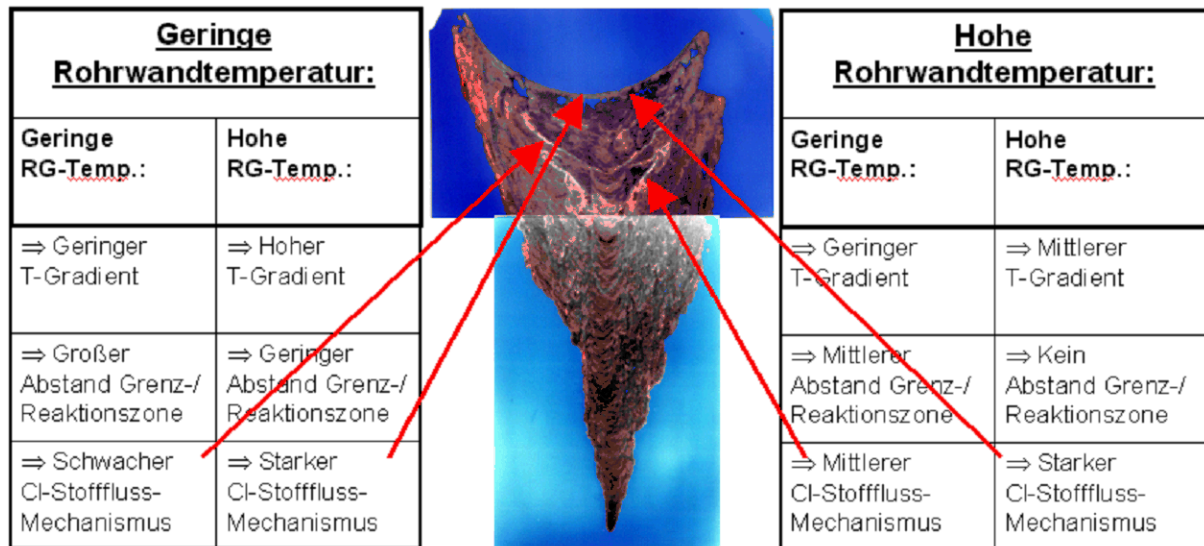 Geringe
Rohrwandtemperatur:
Geringe
RG-Temp.:
Hohe
RG-Temp.:
⇒ Geringer
T-Gradient
⇒ Hoher
T-Gradient
⇒ Großer
Abstand Grenz-/
Reaktionszone
⇒ Geringer
Abstand Grenz-/
Reaktionszone
⇒ Schwacher
Cl-Stofffluss-
Mechanismus
⇒ Starker
Cl-Stofffluss-
Mechanismus
Hohe
Rohrwandtemperatur:
Geringe
RG-Temp.:
Hohe
RG-Temp.:
⇒ Geringer
T-Gradient
⇒ Mittlerer
T-Gradient
⇒ Mittlerer
Abstand Grenz-/
Reaktionszone
⇒ Kein
Abstand Grenz-/
Reaktionszone
⇒ Mittlerer
Cl-Stofffluss-
Mechanismus
⇒ Starker
Cl-Stofffluss-
Mechanismus